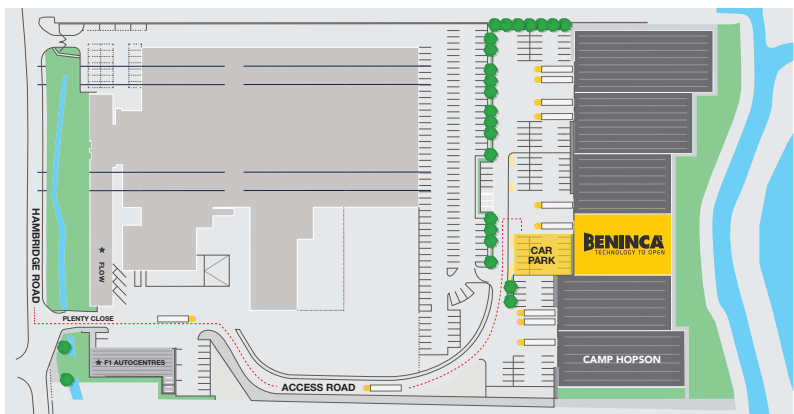 HAMBRIDGE ROAD
FLOW
PLENTY CLOSE
F1 AUTOCENTRES
ACCESS ROAD
CAR
PARK
BENINCA
TECHNOLOGY TO OPEN
CAMP HOPSON